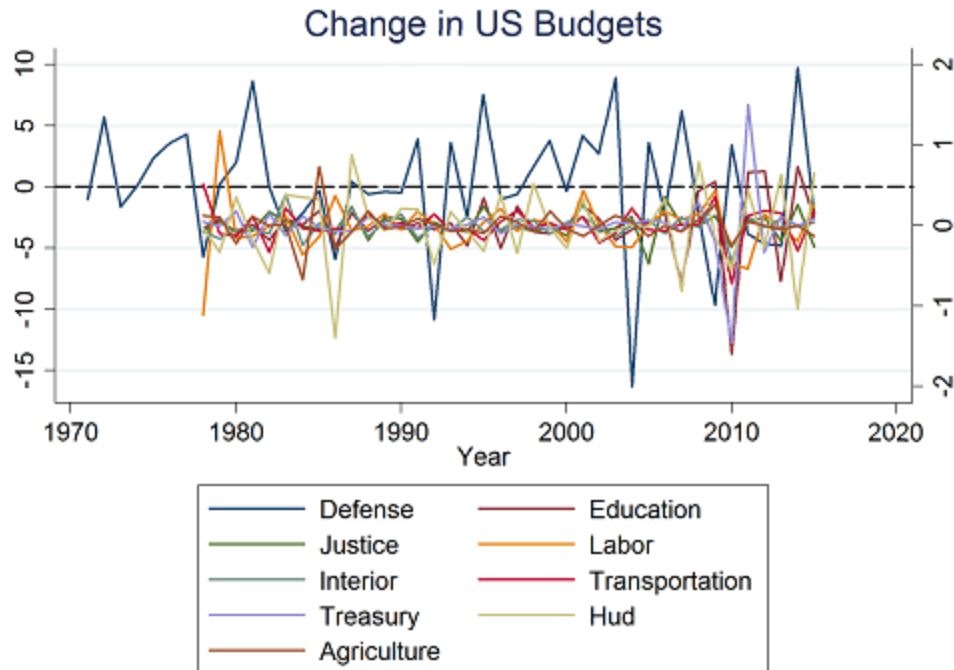 Change in US Budgets
10
5
0
-5
-10
-15
2
1
0
-1
-2
1970 1980 1990 2000 2010 2020
Year
Defense Education
Justice Labor
Interior Transportation
Treasury Hud
Agriculture